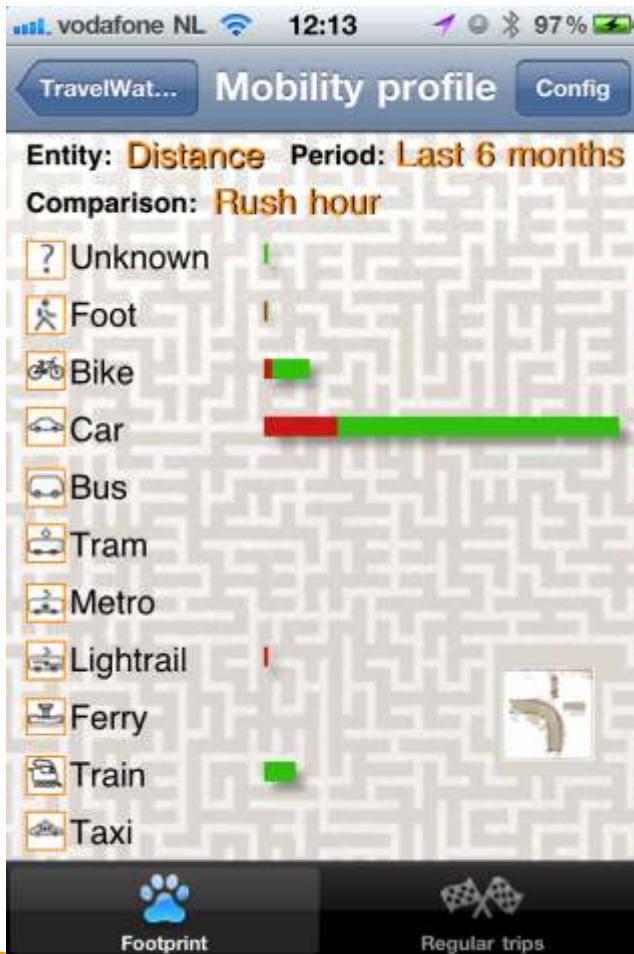 vodafone NL 12:13 97%
TravelWat... Mobility profile Config
Entity: Distance Period: Last 6 months
Comparison: Rush hour
? Unknown
Foot
Bike
Car
Bus
Tram
Metro
Lightrail
Ferry
Train
Taxi
Footprint Regular trips